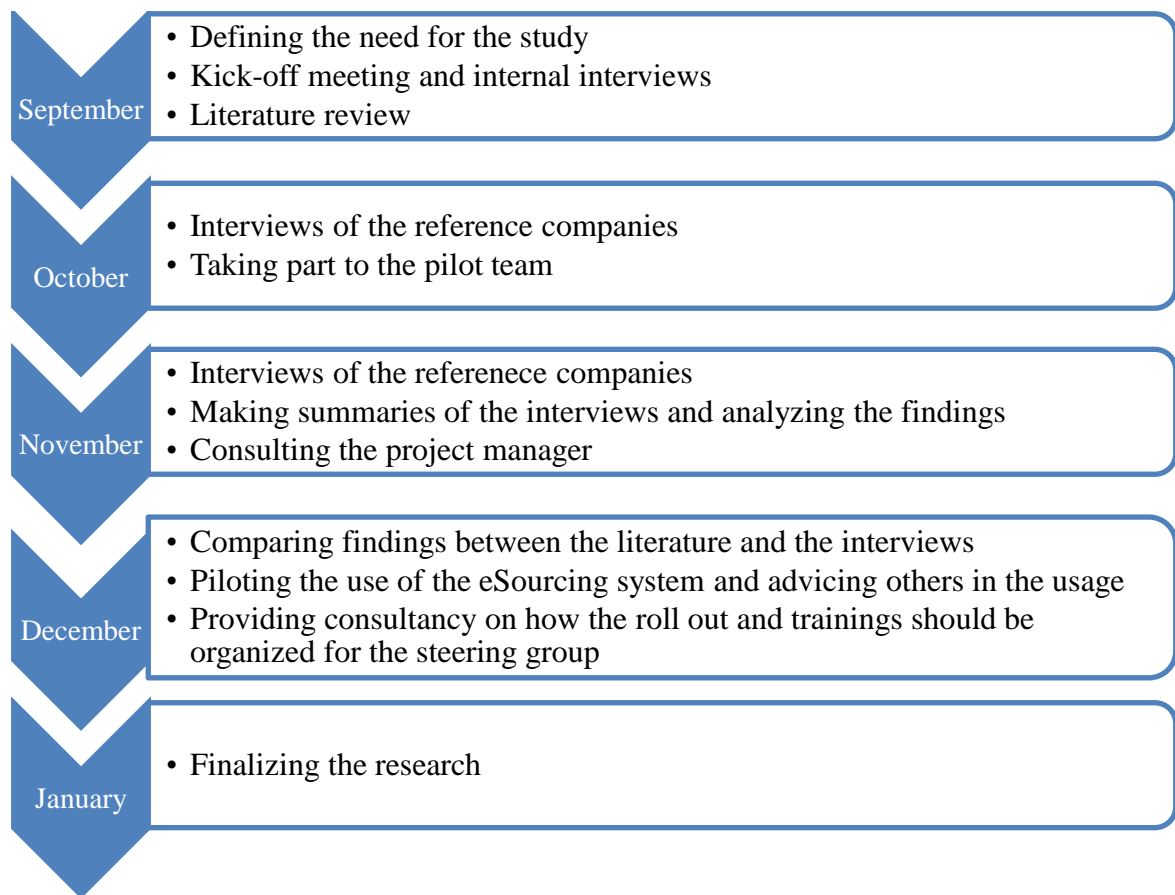 September
• Defining the need for the study
• Kick-off meeting and internal interviews
• Literature review
October
• Interviews of the reference companies
• Taking part to the pilot team
November
• Interviews of the referenece companies
• Making summaries of the interviews and analyzing the findings
• Consulting the project manager
December
• Comparing findings between the literature and the interviews
• Piloting the use of the eSourcing system and advicing others in the usage
• Providing consultancy on how the roll out and trainings should be
organized for the steering group
January
• Finalizing the research